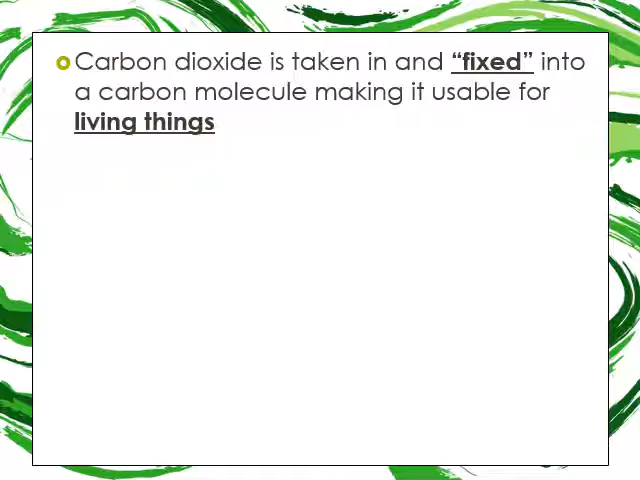 Carbon dioxide is taken in and “fixed” into
a carbon molecule making it usable for
living things